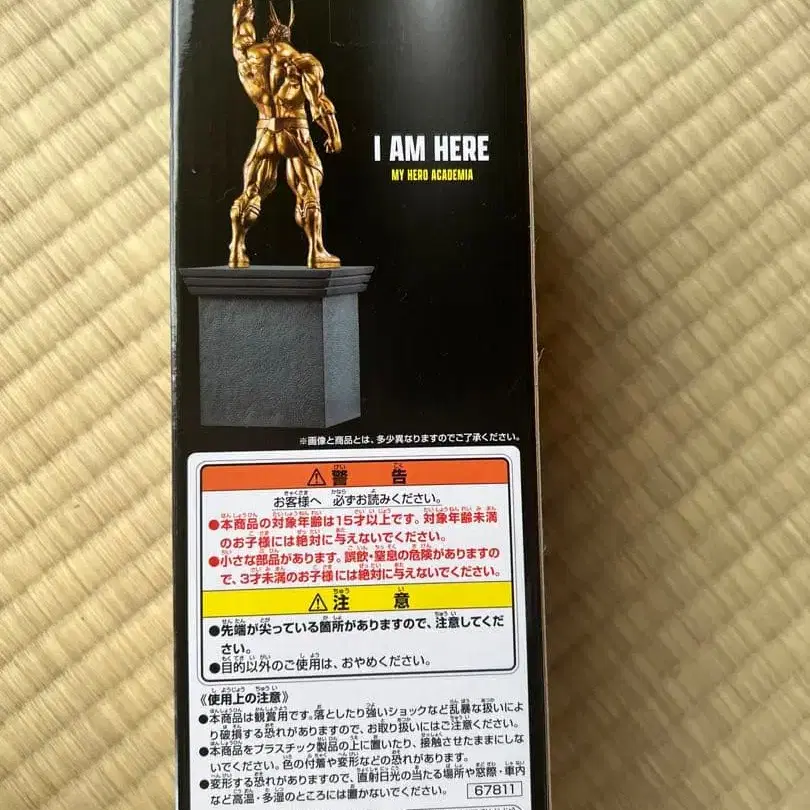 I AM HERE
MY HERO ACADEMIA
※画像と商品とは、多少異なりますのでご了承ください。
⚠警告
お客様へ 必ずお読みください。
●本商品の対象年齢は15才以上です。対象年齢未満
のお子様には絶対に与えないでください。
●小さな部品があります。誤飲・窒息の危険がありますの
で、3才未満のお子様には絶対に与えないでください。
⚠注意
●先端が尖っている箇所がありますので、注意してくだ
さい。
●目的以外のご使用は、おやめください。
《使用上の注意》
●本商品は観賞用です。落としたり強いショックなど乱暴な扱いによ
り破損する恐れがありますので、お取り扱いにはご注意ください。
●本商品をプラスチック製品の上に置いたり、接触させたままにしな
いでください。色の付着や変形などの恐れがあります。
●変形する恐れがありますので、直射日光の当たる場所や窓際・車内
など高温・多湿のところには置かないでください。
67811